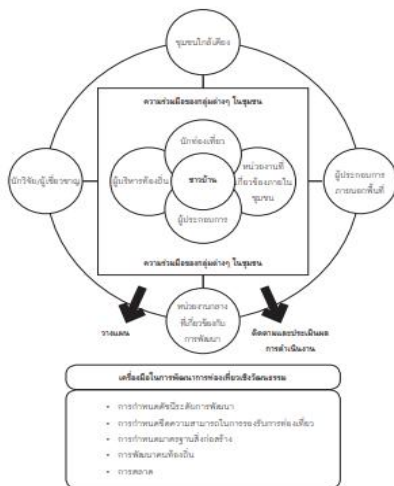 ชุมชนใกล้เคียง
ความร่วมมือของกลุ่มต่างๆ ในชุมชน
นักท่องเที่ยว
นักวิจัย/ผู้เชี่ยวชาญ
ผู้บริหารท้องถิ่น
ชาวบ้าน
หน่วยงานที่
เกี่ยวข้องภายใน
ชุมชน
ผู้ประกอบการ
ภายนอกพื้นที่
ผู้ประกอบการ
ความร่วมมือของกลุ่มต่างๆ ในชุมชน
หน่วยงานกลาง
ที่เกี่ยวข้องกับ
การพัฒนา
วางแผน
ติดตามและประเมินผล
การดำเนินงาน
เครื่องมือในการพัฒนาการท่องเที่ยวเชิงวัฒนธรรม
• การกำหนดดัชนีระดับการพัฒนา
• การกำหนดขีดความสามารถในการรองรับการท่องเที่ยว
• การกำหนดมาตรฐานสิ่งก่อสร้าง
• การพัฒนาคนท้องถิ่น
• การตลาด